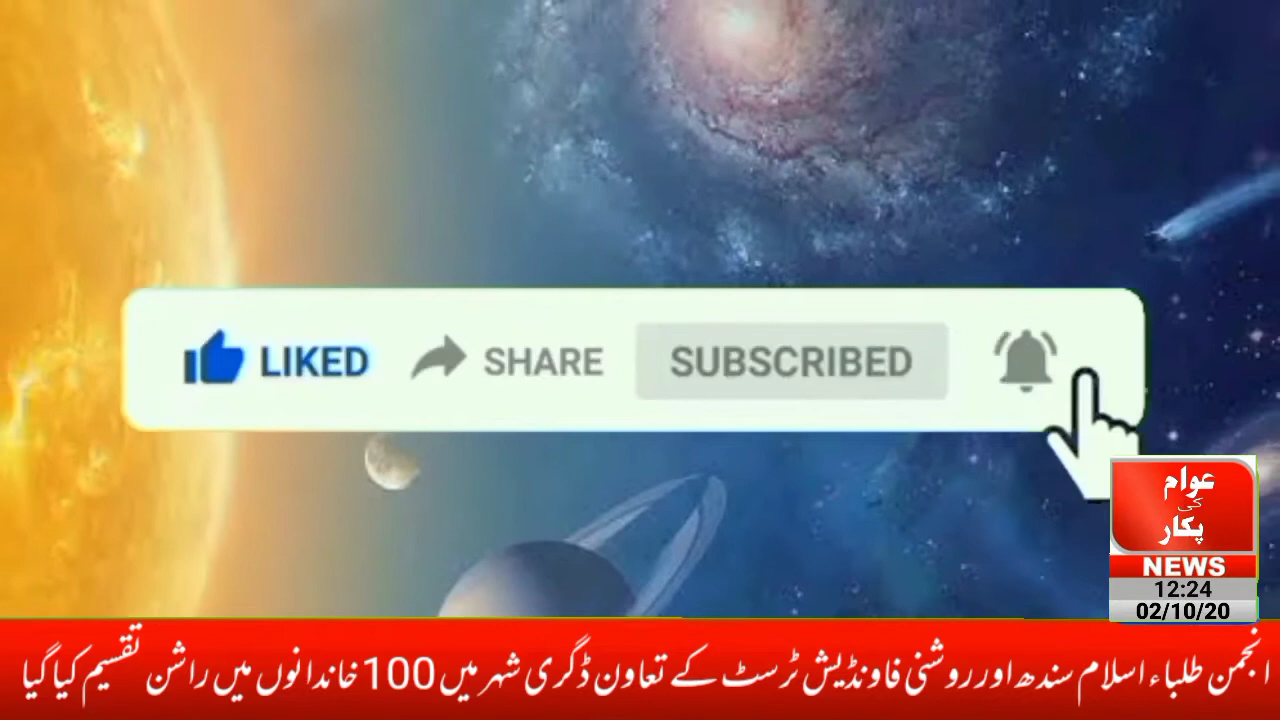 LIKED SHARE SUBSCRIBED
عوام
کی
پکار
NEWS
12:24
02/10/20
انجمن طلباء اسلام سندھ اور روشنی فاونڈیش ٹرسٹ کے تعاون ڈگری شہر میں 100 خاندانوں میں راشن تقسیم کیا گیا